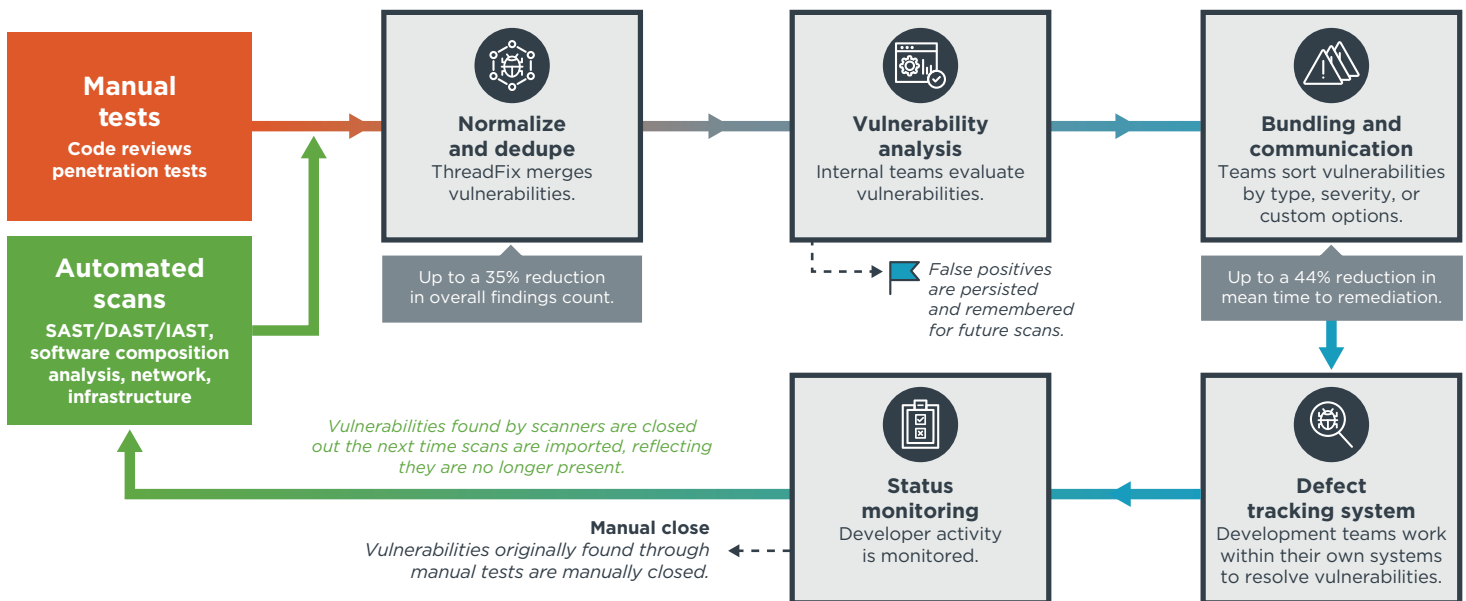 Manual
tests
Code reviews
penetration tests
Automated
scans
SAST/DAST/IAST,
software composition
analysis, network,
infrastructure
Normalize
and dedupe
ThreadFix merges
vulnerabilities.
Up to a 35% reduction
in overall findings count.
Vulnerability
analysis
Internal teams evaluate
vulnerabilities.
False positives
are persisted
and remembered
for future scans.
Bundling and
communication
Teams sort vulnerabilities
by type, severity, or
custom options.
Up to a 44% reduction in
mean time to remediation.
Defect
tracking system
Development teams work
within their own systems
to resolve vulnerabilities.
Status
monitoring
Developer activity
is monitored.
Vulnerabilities found by scanners are closed
out the next time scans are imported, reflecting
they are no longer present.
Manual close
Vulnerabilities originally found through
manual tests are manually closed.